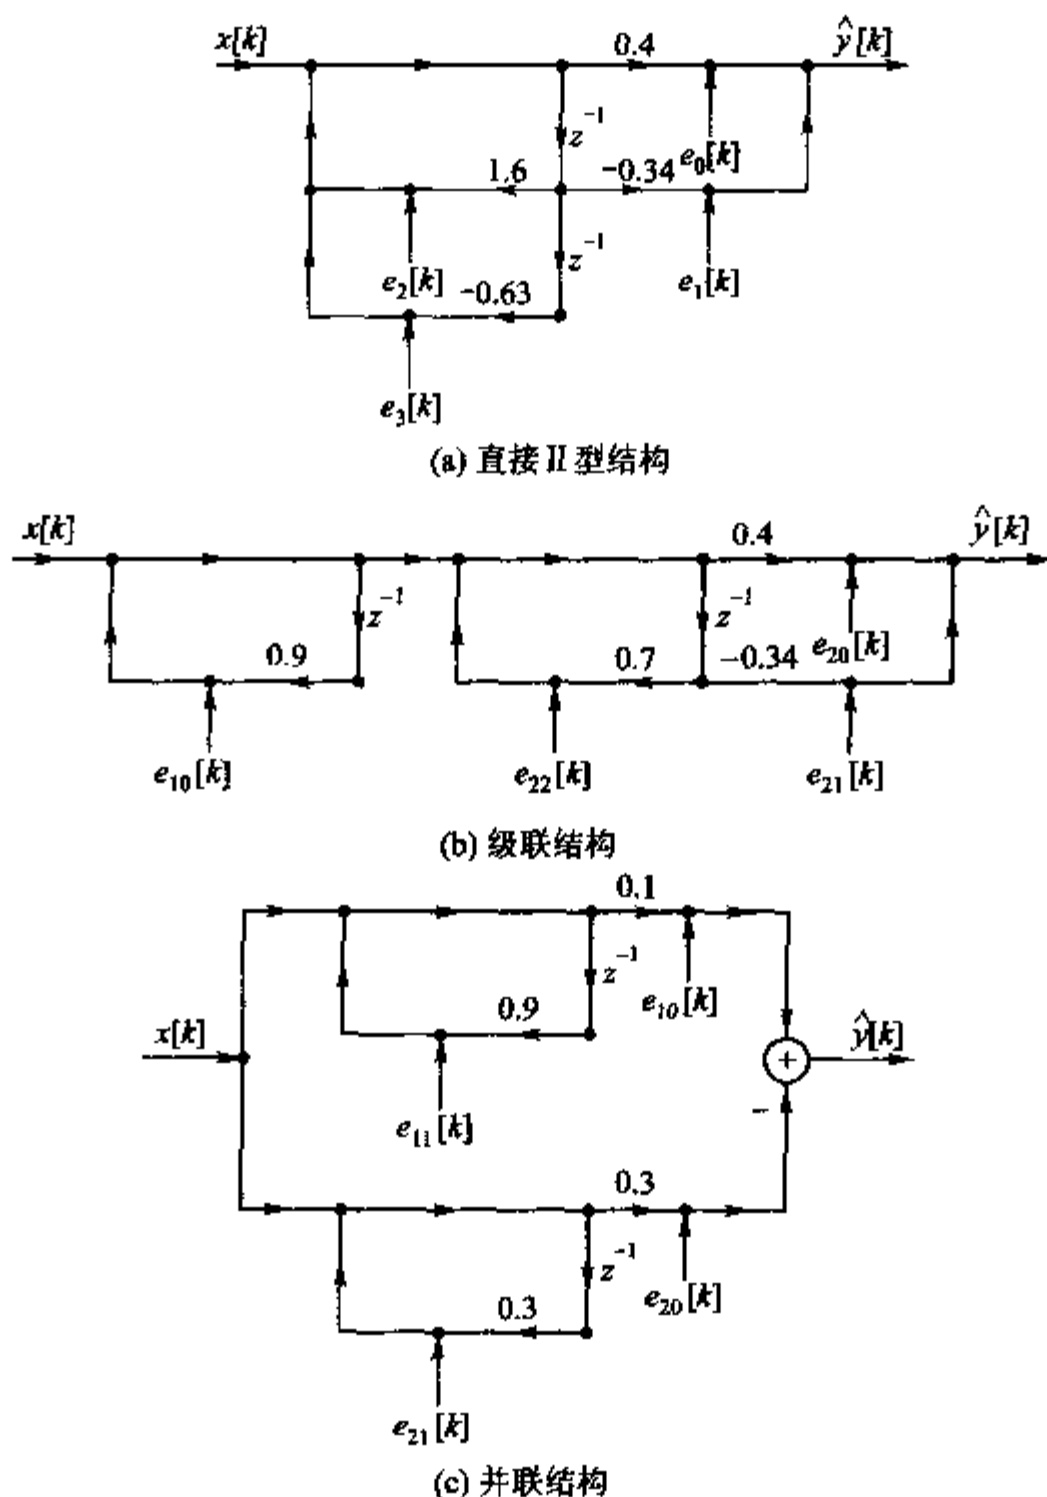 x[k] 0.4 ŷ[k]
z⁻¹
1.6 -0.34 e₀[k]
z⁻¹
e₂[k] -0.63 e₁[k]
e₃[k]
(a) 直接Ⅱ型结构
x[k] 0.4 ŷ[k]
z⁻¹ z⁻¹
0.9 0.7 -0.34 e₂₀[k]
e₁₀[k] e₂₂[k] e₂₁[k]
(b) 级联结构
0.1
z⁻¹ e₁₀[k]
x[k] 0.9 ŷ[k]
+
e₁₁[k] -
0.3
z⁻¹
0.3 e₂₀[k]
e₂₁[k]
(c) 并联结构